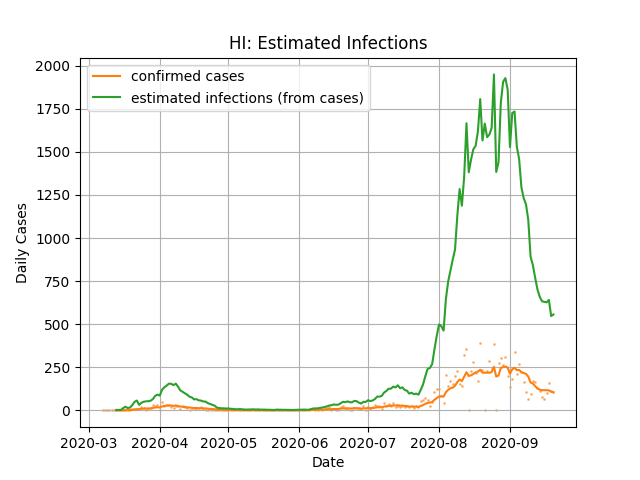 HI: Estimated Infections
confirmed cases
estimated infections (from cases)
Daily Cases
2000
1750
1500
1250
1000
750
500
250
0
2020-03 2020-04 2020-05 2020-06 2020-07 2020-08 2020-09
Date